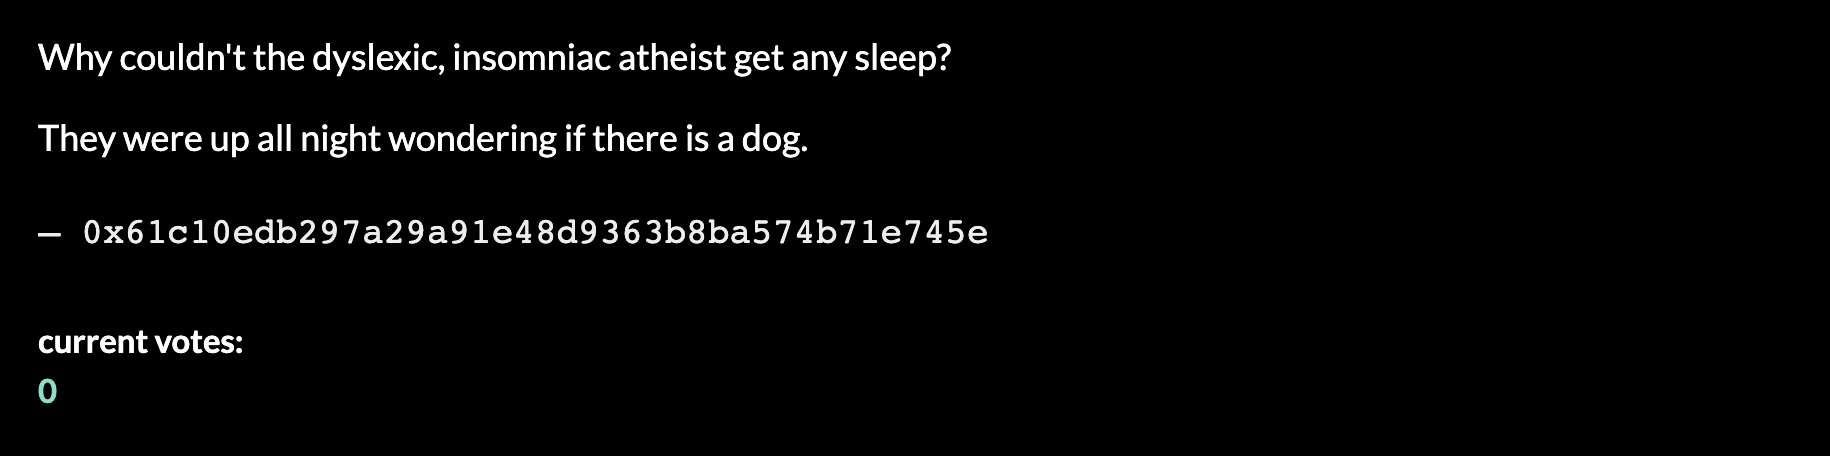 Why couldn't the dyslexic, insomniac atheist get any sleep?
They were up all night wondering if there is a dog.
— 0x61c10edb297a29a91e48d9363b8ba574b71e745e
current votes:
0